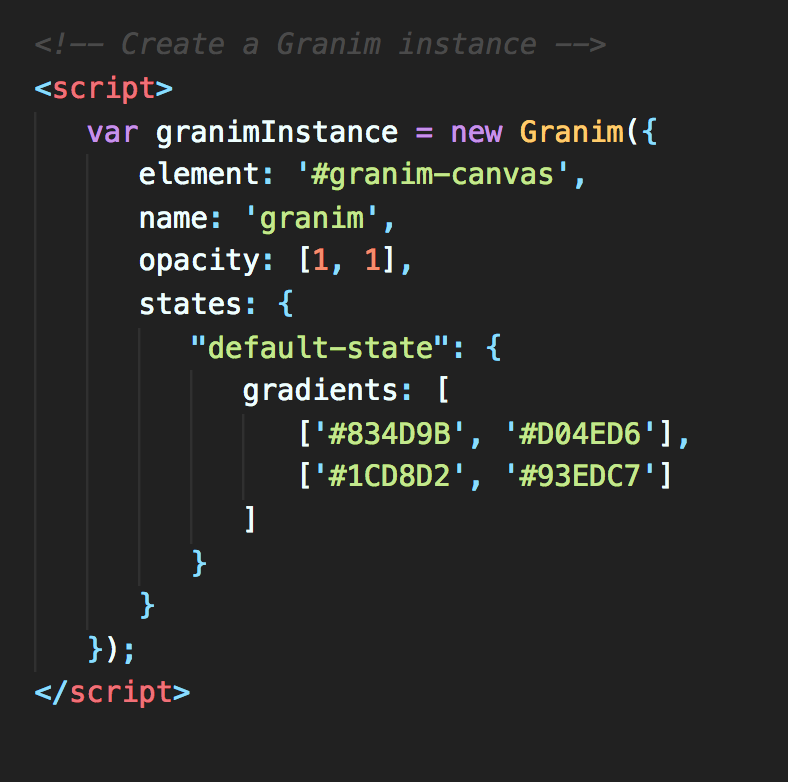 <!-- Create a Granim instance -->
<script>
   var granimInstance = new Granim({
      element: '#granim-canvas',
      name: 'granim',
      opacity: [1, 1],
      states: {
         "default-state": {
            gradients: [
               ['#834D9B', '#D04ED6'],
               ['#1CD8D2', '#93EDC7']
            ]
         }
      }
   });
</script>